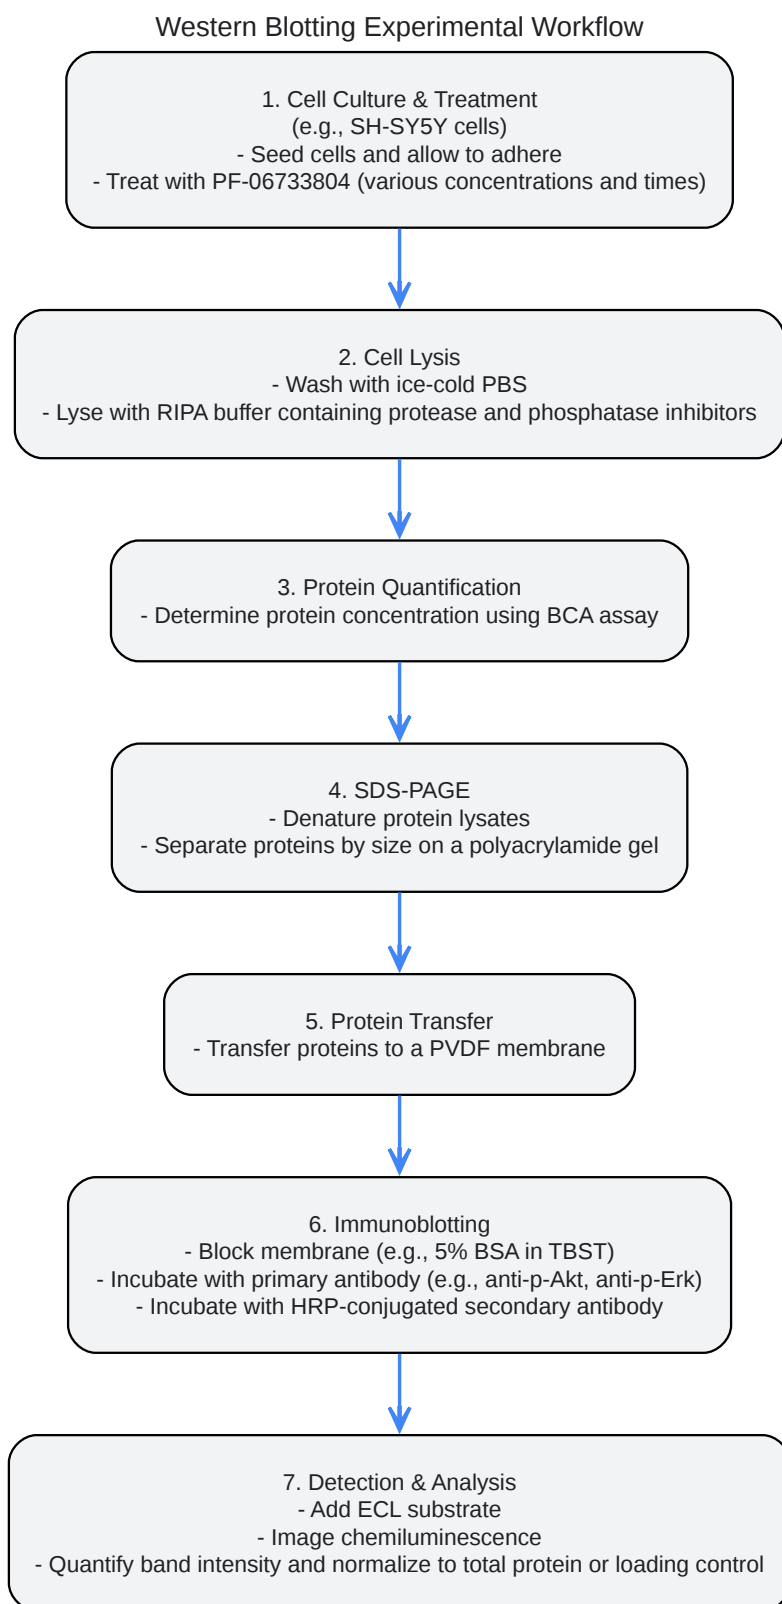 Western Blotting Experimental Workflow
1. Cell Culture & Treatment
(e.g., SH-SY5Y cells)
- Seed cells and allow to adhere
- Treat with PF-06733804 (various concentrations and times)
2. Cell Lysis
- Wash with ice-cold PBS
- Lyse with RIPA buffer containing protease and phosphatase inhibitors
3. Protein Quantification
- Determine protein concentration using BCA assay
4. SDS-PAGE
- Denature protein lysates
- Separate proteins by size on a polyacrylamide gel
5. Protein Transfer
- Transfer proteins to a PVDF membrane
6. Immunoblotting
- Block membrane (e.g., 5% BSA in TBST)
- Incubate with primary antibody (e.g., anti-p-Akt, anti-p-Erk)
- Incubate with HRP-conjugated secondary antibody
7. Detection & Analysis
- Add ECL substrate
- Image chemiluminescence
- Quantify band intensity and normalize to total protein or loading control